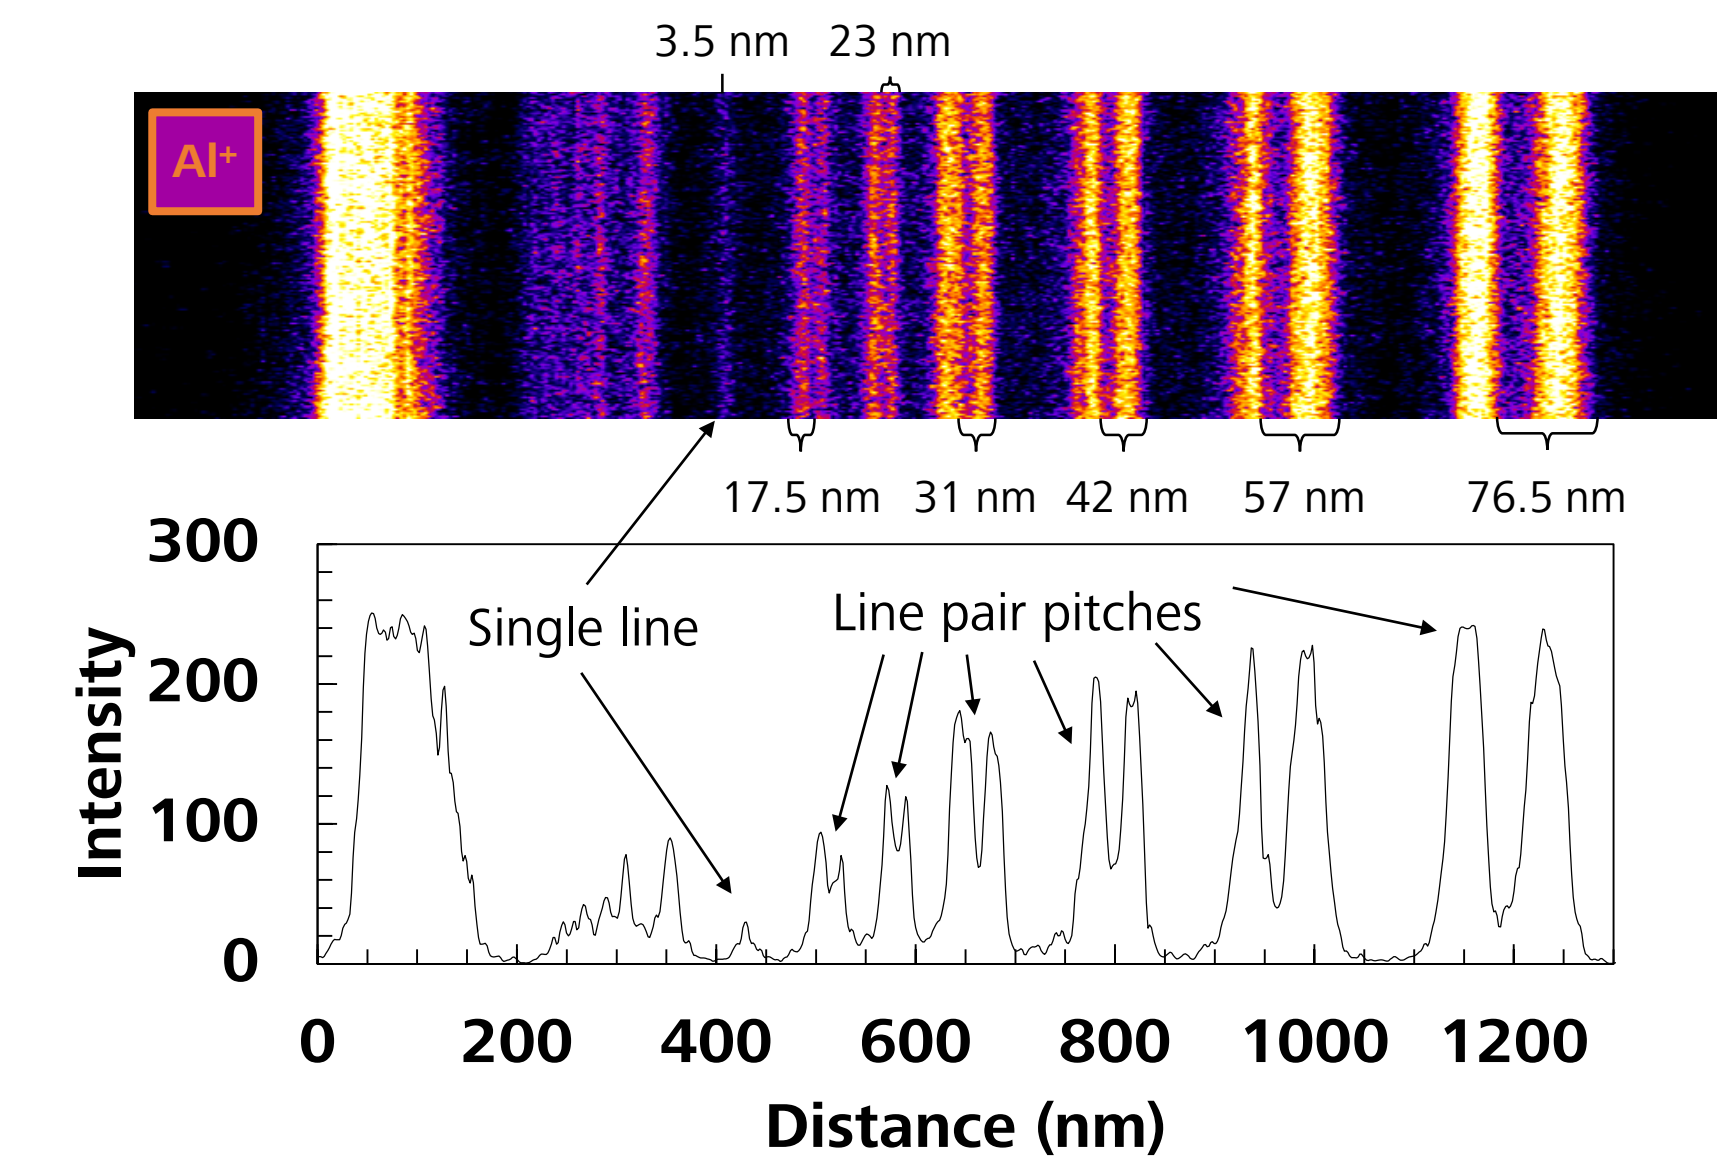 3.5 nm 23 nm
Al+
17.5 nm 31 nm 42 nm 57 nm 76.5 nm
300
Single line
Line pair pitches
200
100
0
Intensity
0 200 400 600 800 1000 1200
Distance (nm)